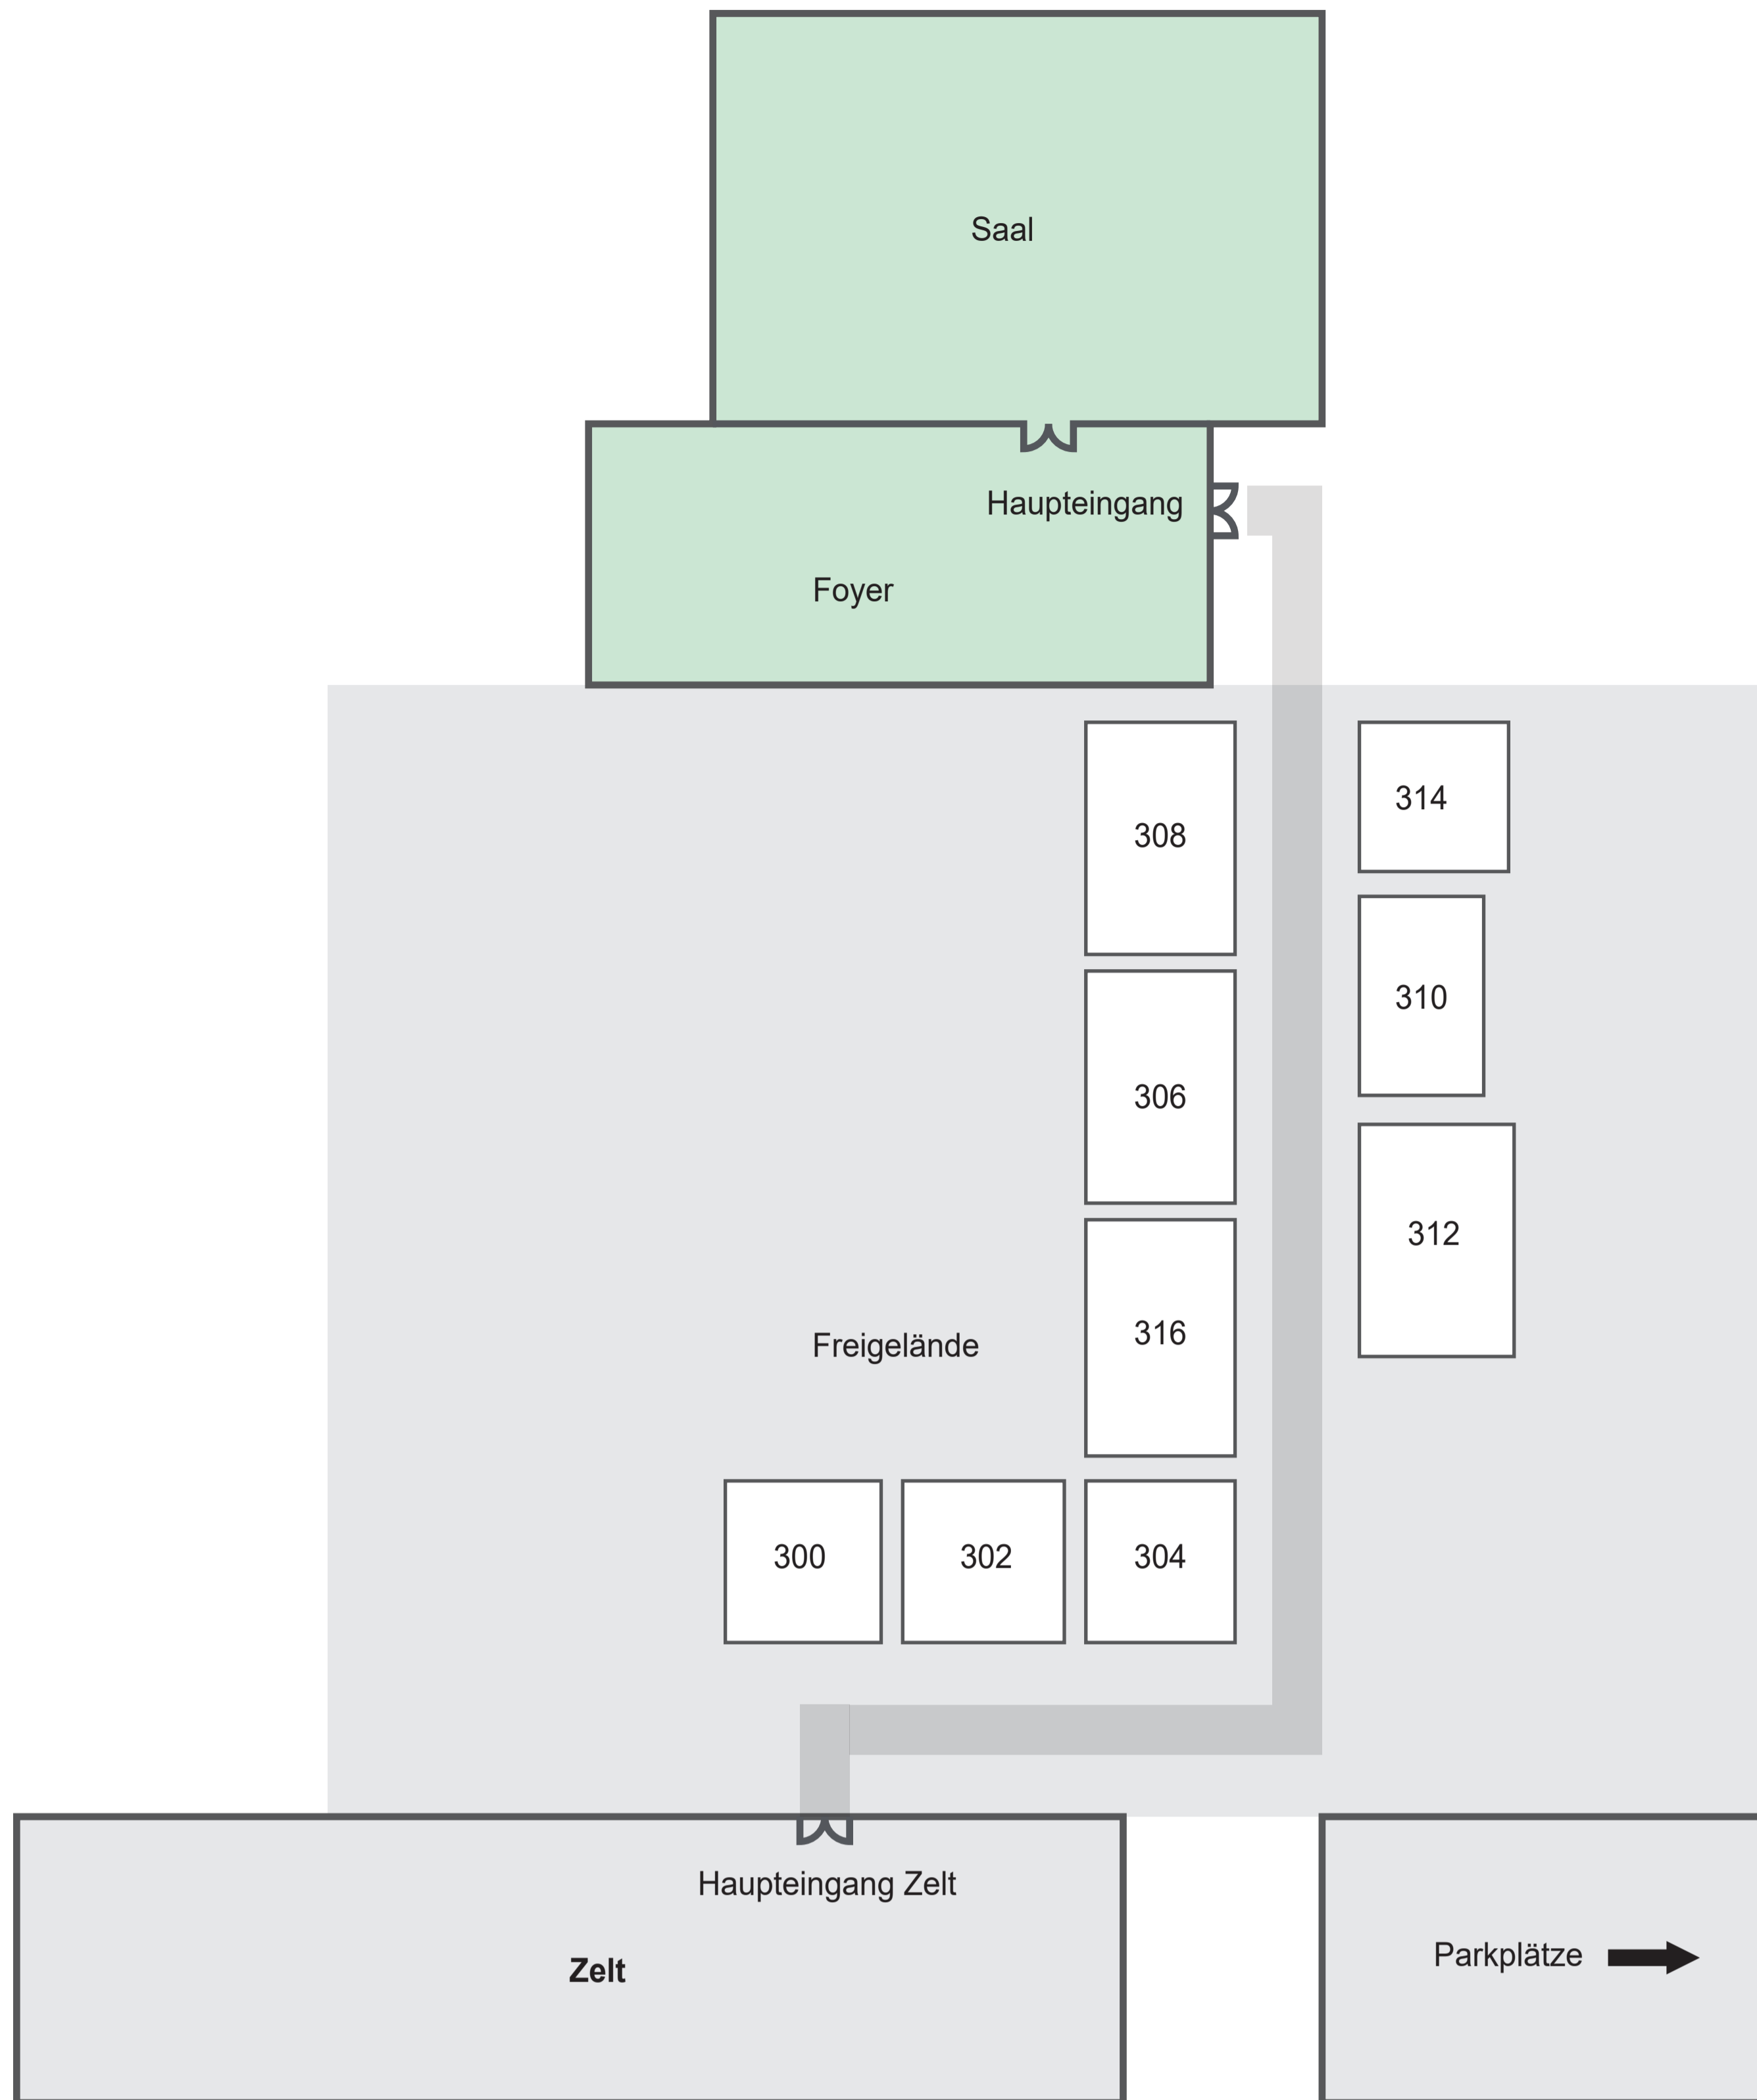 Saal
Haupteingang
Foyer
314
308
310
306
312
316
Freigelände
300
302
304
Haupteingang Zelt
Parkplätze
Zelt